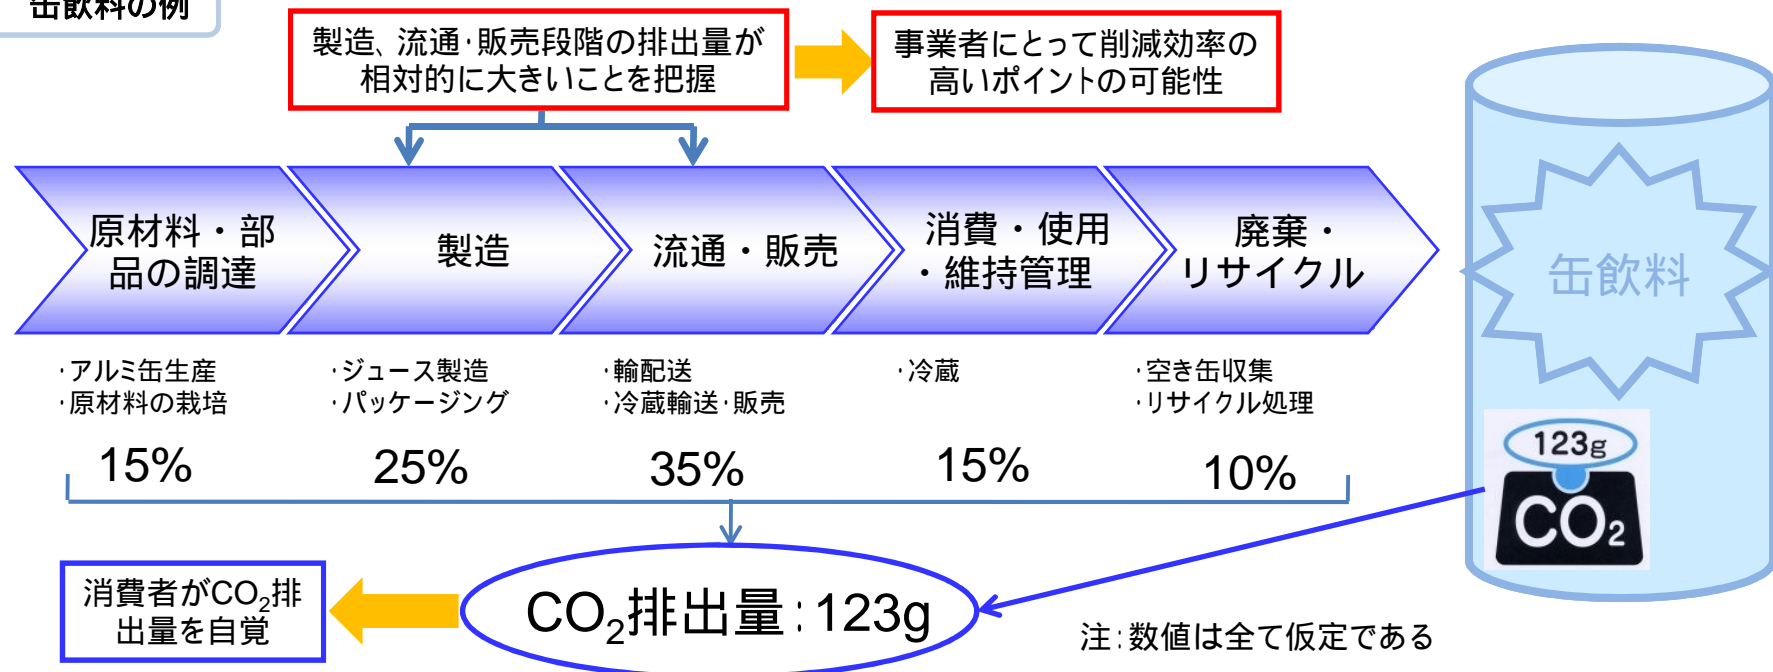 缶飲料の例
製造、流通・販売段階の排出量が
相対的に大きいことを把握
事業者にとって削減効率の
高いポイントの可能性
原材料・部
品の調達
製造
流通・販売
消費・使用
・維持管理
廃棄・
リサイクル
缶飲料
・アルミ缶生産
・原材料の栽培
・ジュース製造
・パッケージング
・輸配送
・冷蔵輸送・販売
・冷蔵
・空き缶収集
・リサイクル処理
15%
25%
35%
15%
10%
123g
CO₂
消費者がCO₂排
出量を自覚
CO₂排出量：123g
注：数値は全て仮定である